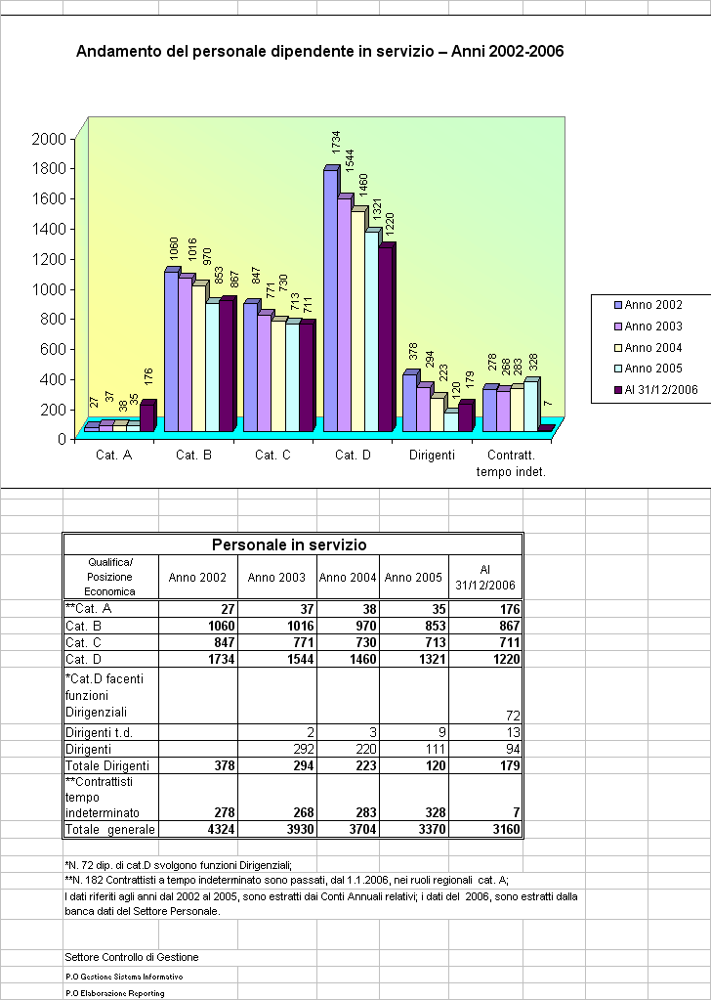 Andamento del personale dipendente in servizio – Anni 2002-2006
2000
1800
1600
1400
1200
1000
800
600
400
200
0
27
37
38
35
176
1060
1016
970
853
867
847
771
730
713
711
1734
1544
1460
1321
1220
378
294
223
120
179
278
268
283
328
7
Cat. A
Cat. B
Cat. C
Cat. D
Dirigenti
Contratt.
tempo indet.
Anno 2002
Anno 2003
Anno 2004
Anno 2005
Al 31/12/2006
Personale in servizio
Qualifica/
Posizione
Economica
Anno 2002 Anno 2003 Anno 2004 Anno 2005 Al
31/12/2006
**Cat. A 27 37 38 35 176
Cat. B 1060 1016 970 853 867
Cat. C 847 771 730 713 711
Cat. D 1734 1544 1460 1321 1220
*Cat.D facenti
funzioni
Dirigenziali 72
Dirigenti t.d. 2 3 9 13
Dirigenti 292 220 111 94
Totale Dirigenti 378 294 223 120 179
**Contrattisti
tempo
indeterminato 278 268 283 328 7
Totale generale 4324 3930 3704 3370 3160
*N. 72 dip. di cat.D svolgono funzioni Dirigenziali;
**N. 182 Contrattisti a tempo indeterminato sono passati, dal 1.1.2006, nei ruoli regionali cat. A;
I dati riferiti agli anni dal 2002 al 2005, sono estratti dai Conti Annuali relativi; i dati del 2006, sono estratti dalla
banca dati del Settore Personale.
Settore Controllo di Gestione
P.O Gestione Sistema Informativo
P.O Elaborazione Reporting